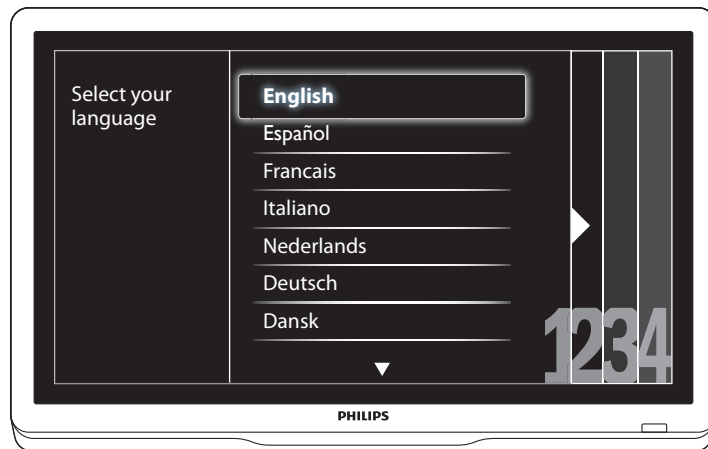 Select your
language
English
Español
Francais
Italiano
Nederlands
Deutsch
Dansk
1234
PHILIPS